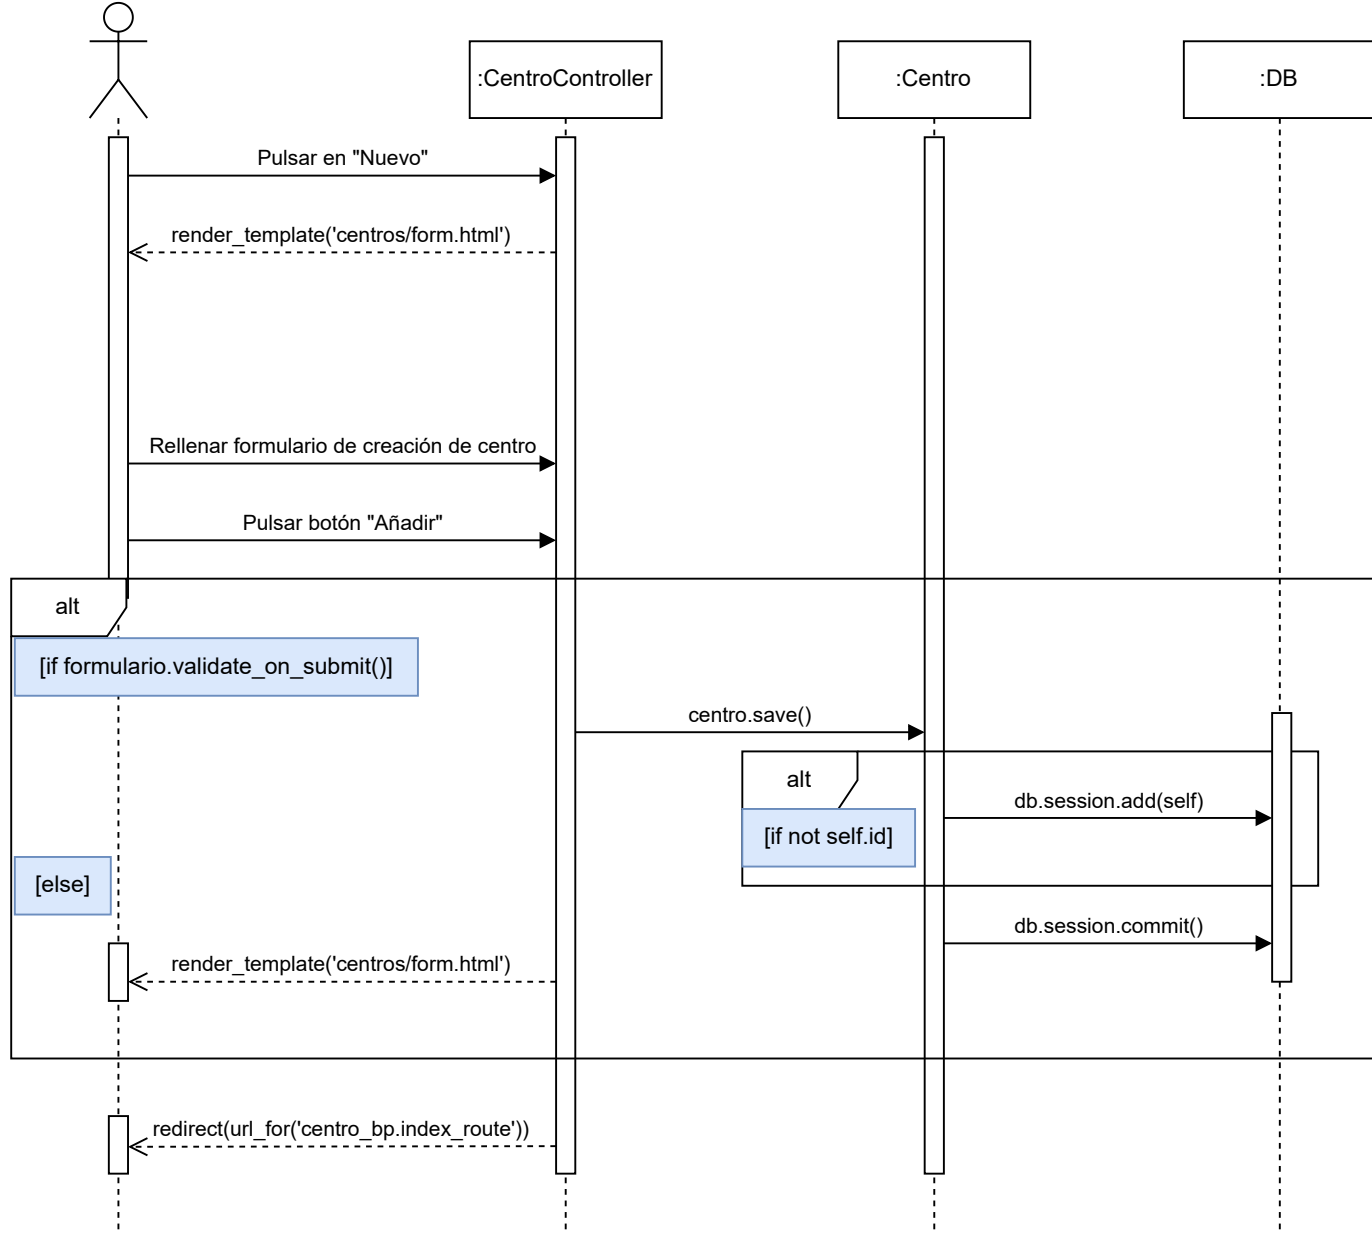 :CentroController
:Centro
:DB
Pulsar en "Nuevo"
render_template('centros/form.html')
Rellenar formulario de creación de centro
Pulsar botón "Añadir"
alt
[if formulario.validate_on_submit()]
centro.save()
alt
db.session.add(self)
[if not self.id]
[else]
db.session.commit()
render_template('centros/form.html')
redirect(url_for('centro_bp.index_route'))